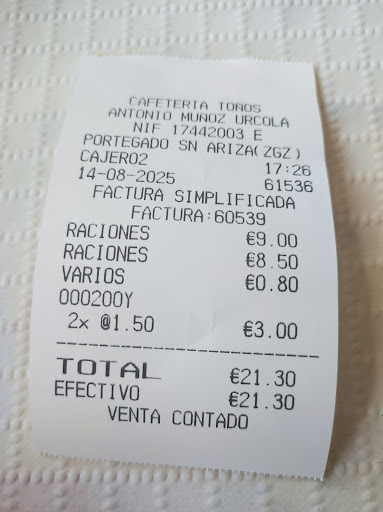 CAFETERIA TOÑOS
ANTONIO MUÑOZ URCOLA
NIF 17442003 E
PORTEGADO SN ARIZA(ZGZ)
CAJERO2 17:26
14-08-2025 61536
FACTURA SIMPLIFICADA
FACTURA:60539
RACIONES €9.00
RACIONES €8.50
VARIOS €0.80
000200Y
2x @1.50 €3.00
TOTAL €21.30
EFECTIVO €21.30
VENTA CONTADO